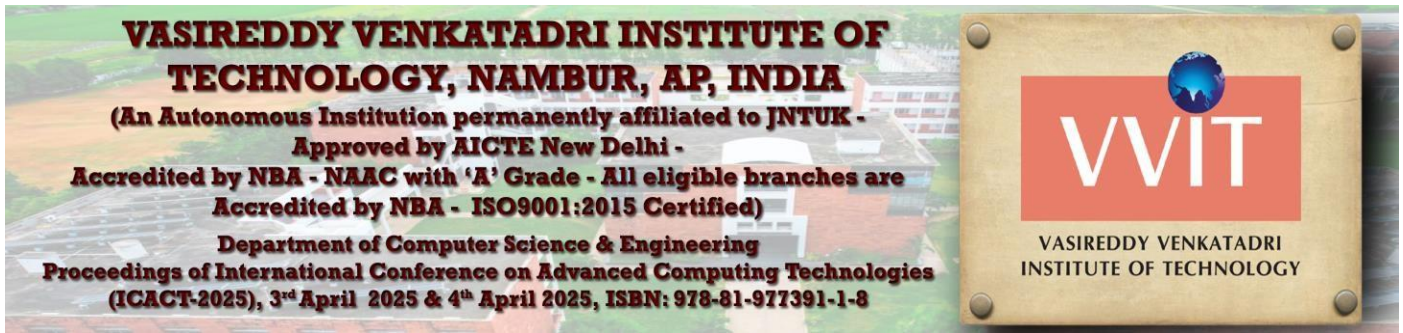 VASIREDDY VENKATADRI INSTITUTE OF
TECHNOLOGY, NAMBUR, AP, INDIA
(An Autonomous Institution permanently affiliated to JNTUK -
Approved by AICTE New Delhi -
Accredited by NBA - NAAC with ‘A’ Grade - All eligible branches are
Accredited by NBA - ISO9001:2015 Certified)
Department of Computer Science & Engineering
Proceedings of International Conference on Advanced Computing Technologies
(ICACT-2025), 3rd April 2025 & 4th April 2025, ISBN: 978-81-977391-1-8
VVIT
VASIREDDY VENKATADRI
INSTITUTE OF TECHNOLOGY